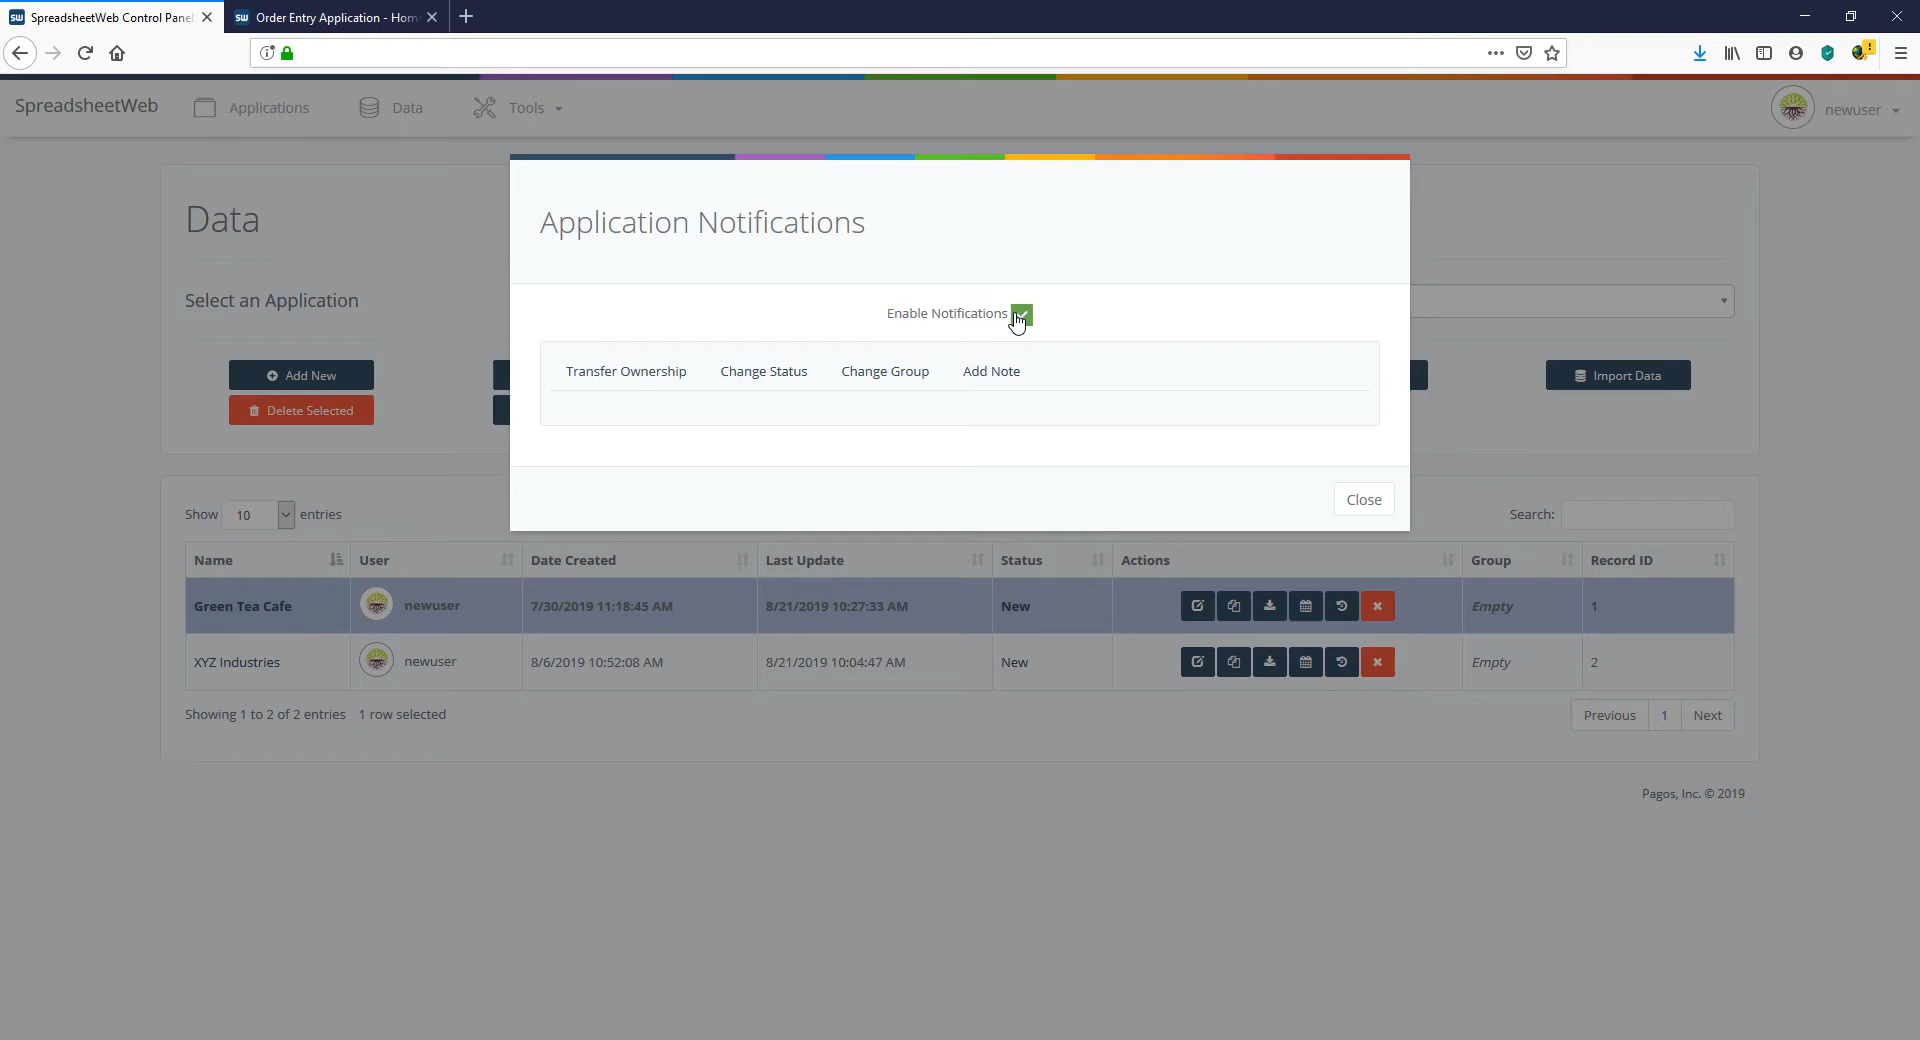 SpreadsheetWeb Control Pane
Order Entry Application - Hom
SpreadsheetWeb
Applications
Data
Tools
newuser
Data
Application Notifications
Select an Application
Enable Notifications
Transfer Ownership Change Status Change Group Add Note
Add New
Import Data
Delete Selected
Close
Show 10 entries
Search:
Name User Date Created Last Update Status Actions Group Record ID
Green Tea Cafe newuser 7/30/2019 11:18:45 AM 8/21/2019 10:27:33 AM New Empty 1
XYZ Industries newuser 8/6/2019 10:52:08 AM 8/21/2019 10:04:47 AM New Empty 2
Showing 1 to 2 of 2 entries 1 row selected
Previous 1 Next
Pagos, Inc. © 2019